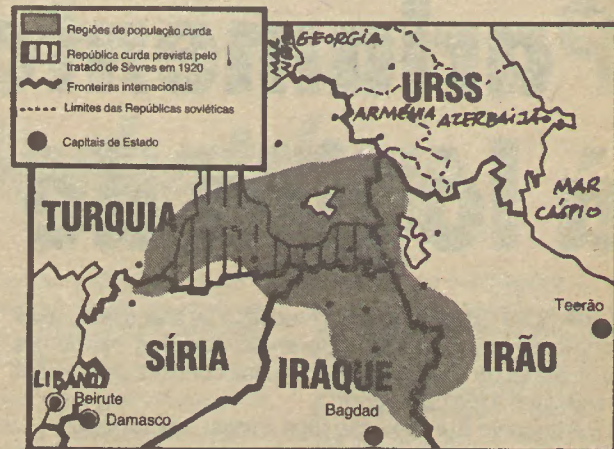 Regiões de população curda
República curda prevista pelo
tratado de Sèvres em 1920
Fronteiras internacionais
Limites das Repúblicas soviéticas
Capitais de Estado
GEORGIA
URSS
ARMÉNIA AZERBAIJÃO
MAR
CÁSPIO
TURQUIA
Teerão
SÍRIA
IRAQUE
IRÃO
LIBANO
Beirute
Damasco
Bagdad